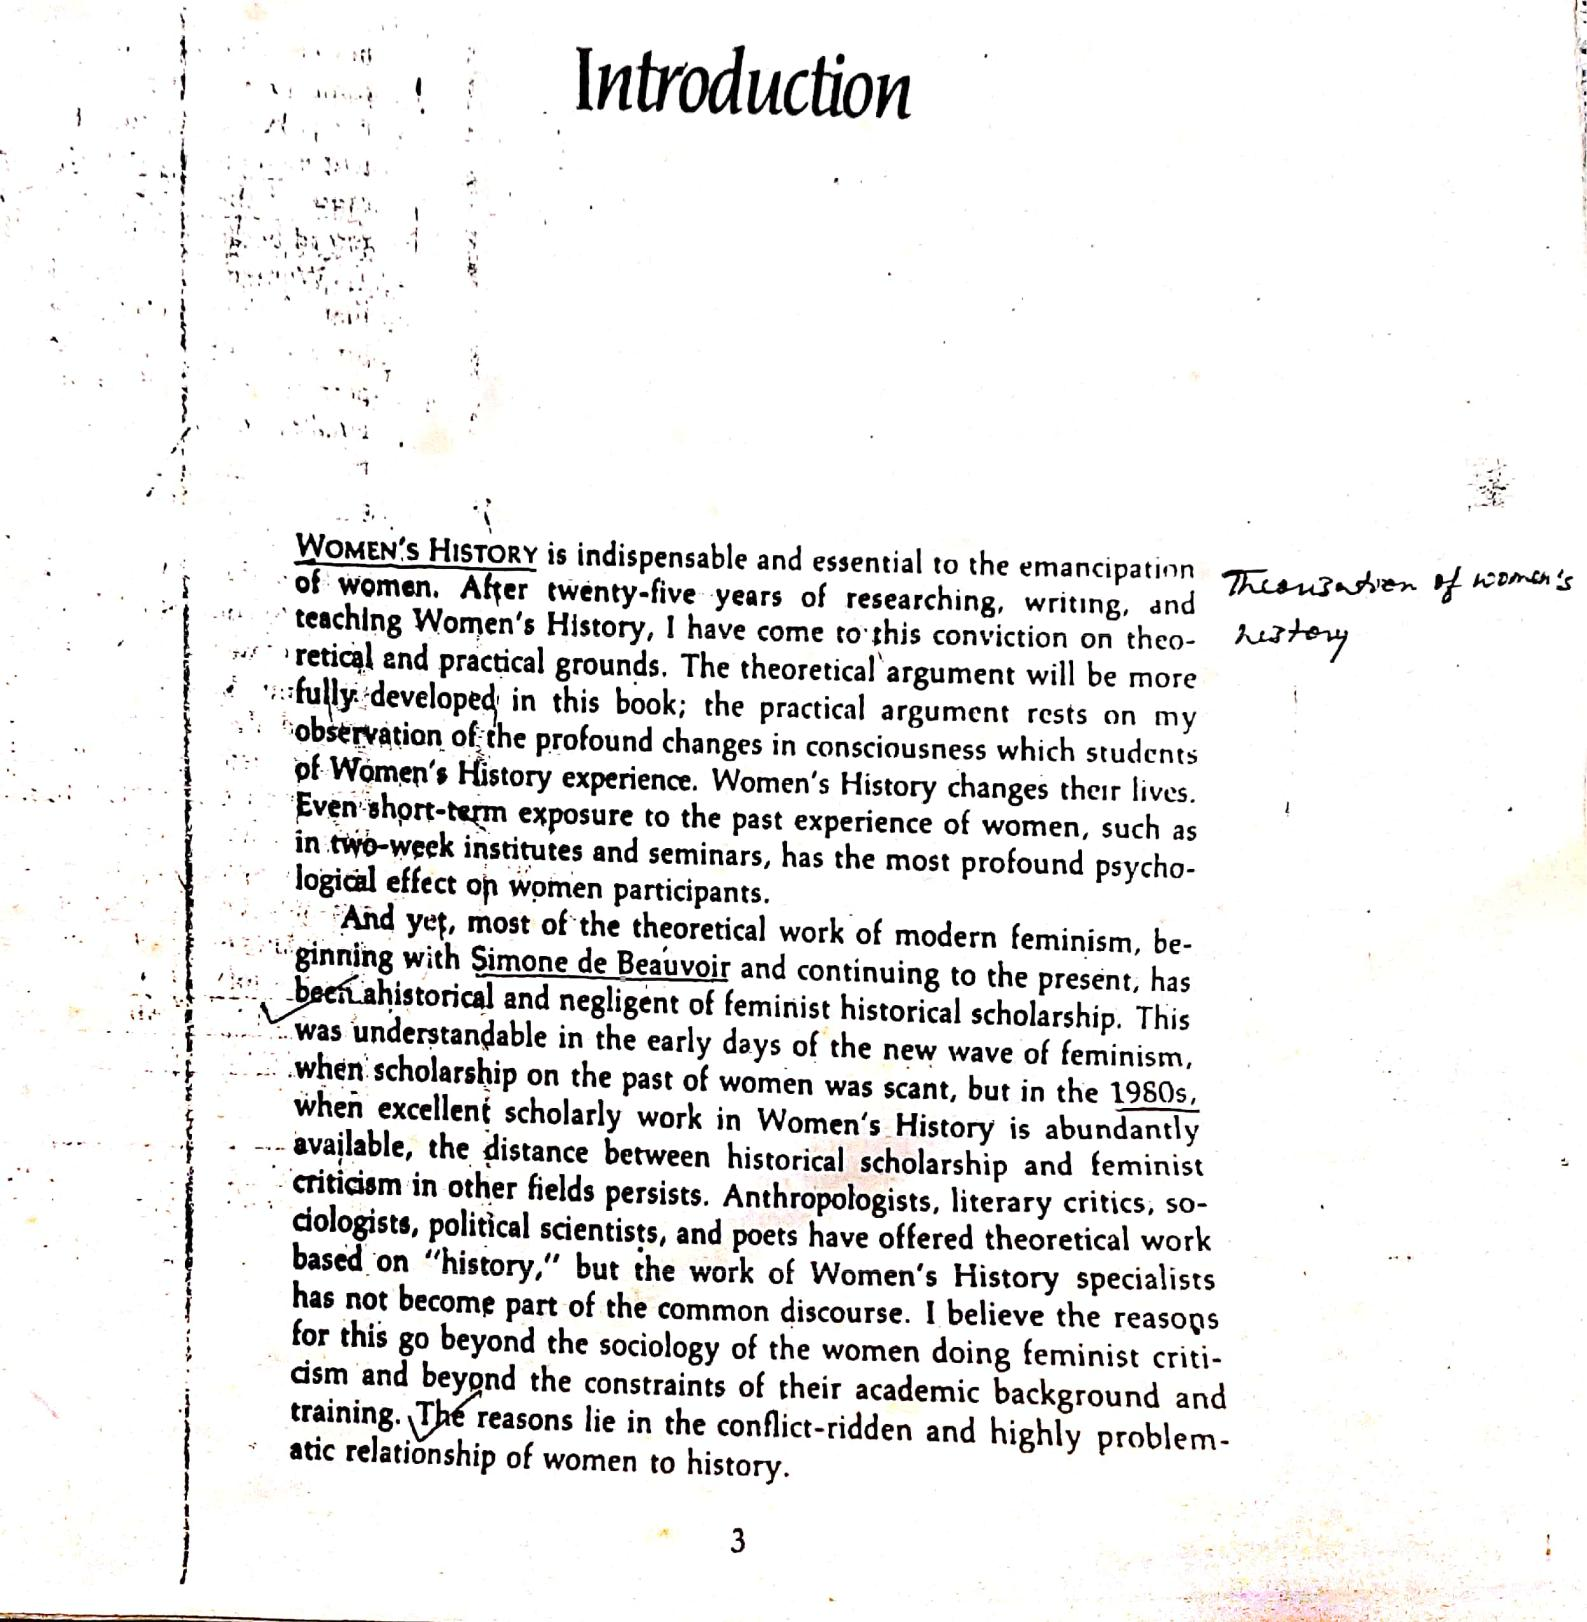 Introduction
WOMEN'S HISTORY is indispensable and essential to the emancipation
of women. After twenty-five years of researching, writing, and
teaching Women's History, I have come to this conviction on theo-
retical and practical grounds. The theoretical argument will be more
fully developed in this book; the practical argument rests on my
observation of the profound changes in consciousness which students
of Women's History experience. Women's History changes their lives.
Even short-term exposure to the past experience of women, such as
in two-week institutes and seminars, has the most profound psycho-
logical effect on women participants.
And yet, most of the theoretical work of modern feminism, be-
ginning with Simone de Beauvoir and continuing to the present, has
been ahistorical and negligent of feminist historical scholarship. This
was understandable in the early days of the new wave of feminism,
when scholarship on the past of women was scant, but in the 1980s,
when excellent scholarly work in Women's History is abundantly
available, the distance between historical scholarship and feminist
criticism in other fields persists. Anthropologists, literary critics, so-
ciologists, political scientists, and poets have offered theoretical work
based on "history," but the work of Women's History specialists
has not become part of the common discourse. I believe the reasons
for this go beyond the sociology of the women doing feminist criti-
cism and beyond the constraints of their academic background and
training. The reasons lie in the conflict-ridden and highly problem-
atic relationship of women to history.
Theorisation of women's
history
3